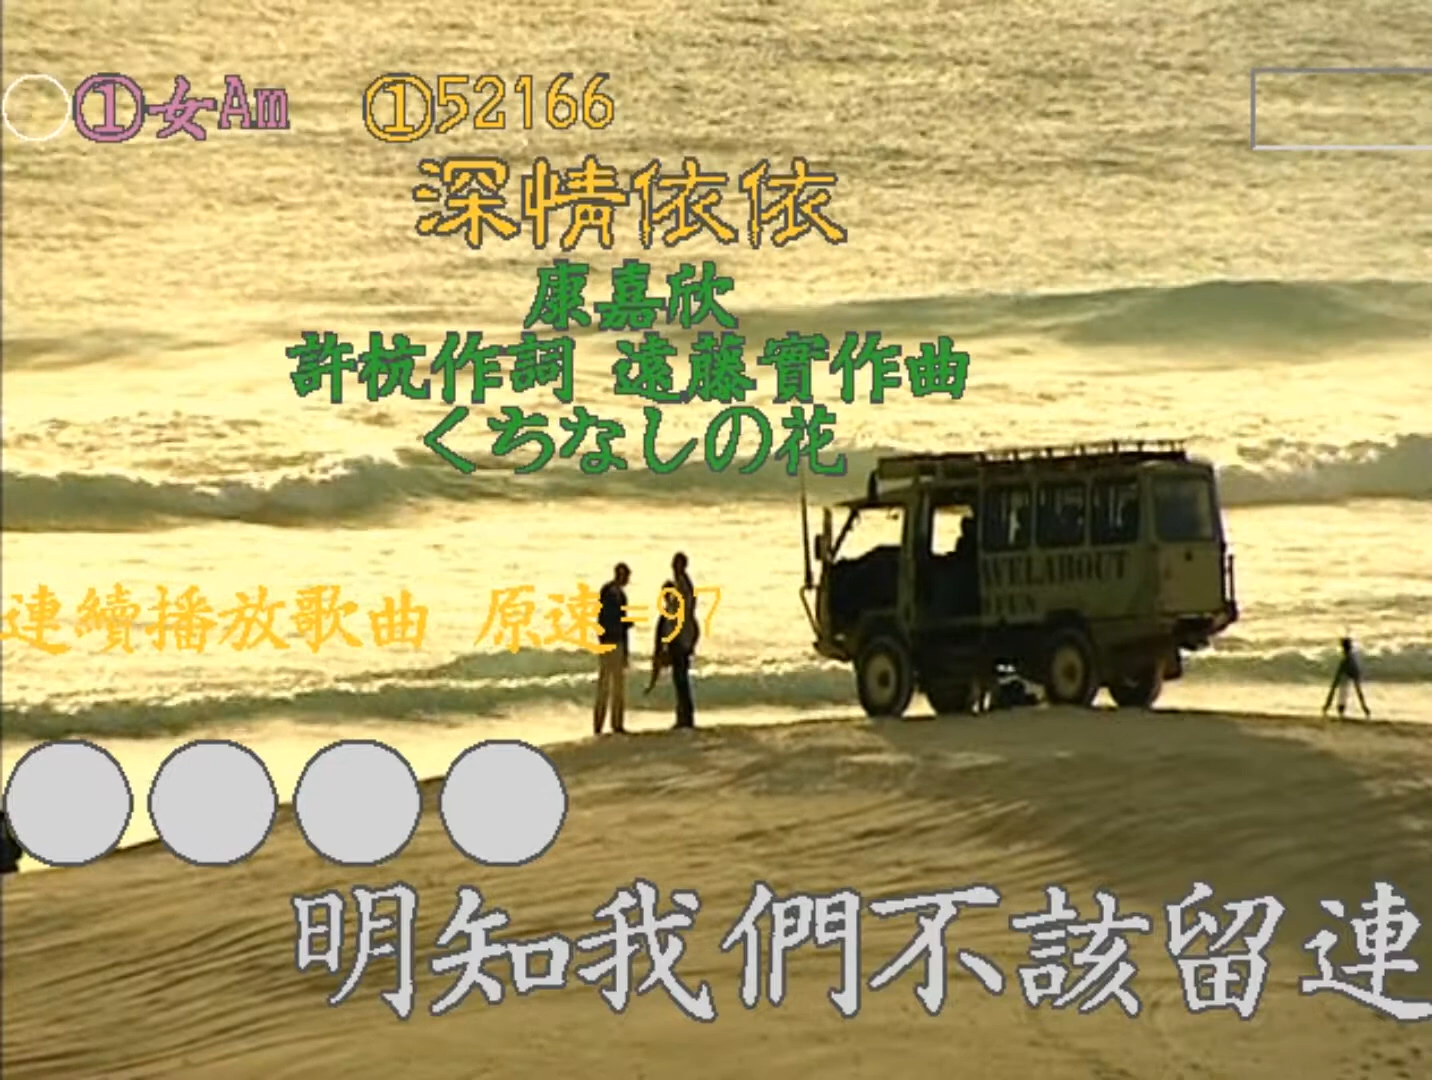 ①女Am ①52166
深情依依
康嘉欣
許杭作詞 遠藤實作曲
くちなしの花
連續播放歌曲 原速=97
明知我們不該留連